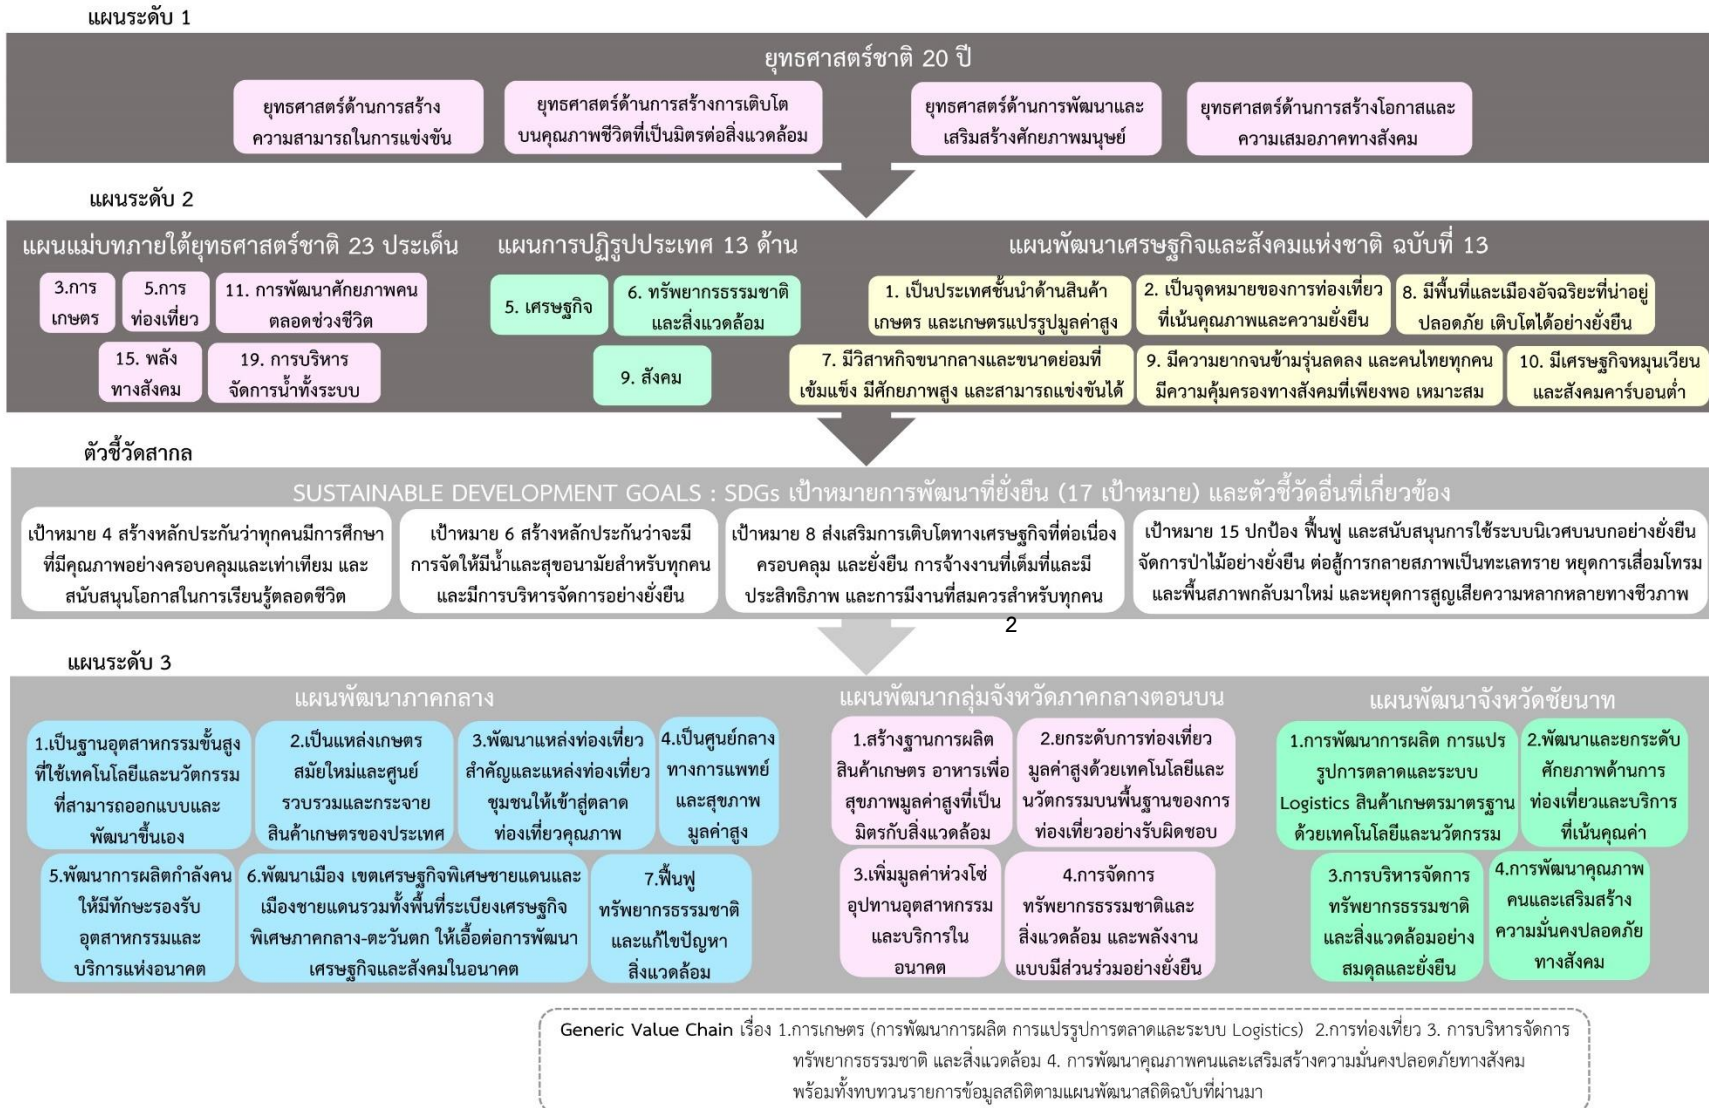 แผนระดับ 1
ยุทธศาสตร์ชาติ 20 ปี
ยุทธศาสตร์ด้านการสร้าง
ความสามารถในการแข่งขัน
ยุทธศาสตร์ด้านการสร้างการเติบโต
บนคุณภาพชีวิตที่เป็นมิตรต่อสิ่งแวดล้อม
ยุทธศาสตร์ด้านการพัฒนาและ
เสริมสร้างศักยภาพมนุษย์
ยุทธศาสตร์ด้านการสร้างโอกาสและ
ความเสมอภาคทางสังคม
แผนระดับ 2
แผนแม่บทภายใต้ยุทธศาสตร์ชาติ 23 ประเด็น
3.การ
เกษตร
5.การ
ท่องเที่ยว
11. การพัฒนาศักยภาพคน
ตลอดช่วงชีวิต
15. พลัง
ทางสังคม
19. การบริหาร
จัดการน้ำทั้งระบบ
แผนการปฏิรูปประเทศ 13 ด้าน
5. เศรษฐกิจ
6. ทรัพยากรธรรมชาติ
และสิ่งแวดล้อม
9. สังคม
แผนพัฒนาเศรษฐกิจและสังคมแห่งชาติ ฉบับที่ 13
1. เป็นประเทศชั้นนำด้านสินค้า
เกษตร และเกษตรแปรรูปมูลค่าสูง
2. เป็นจุดหมายของการท่องเที่ยว
ที่เน้นคุณภาพและความยั่งยืน
8. มีพื้นที่และเมืองอัจฉริยะที่น่าอยู่
ปลอดภัย เติบโตได้อย่างยั่งยืน
7. มีวิสาหกิจขนากลางและขนาดย่อมที่
เข้มแข็ง มีศักยภาพสูง และสามารถแข่งขันได้
9. มีความยากจนข้ามรุ่นลดลง และคนไทยทุกคน
มีความคุ้มครองทางสังคมที่เพียงพอ เหมาะสม
10. มีเศรษฐกิจหมุนเวียน
และสังคมคาร์บอนต่ำ
ตัวชี้วัดสากล
SUSTAINABLE DEVELOPMENT GOALS : SDGs เป้าหมายการพัฒนาที่ยั่งยืน (17 เป้าหมาย) และตัวชี้วัดอื่นที่เกี่ยวข้อง
เป้าหมาย 4 สร้างหลักประกันว่าทุกคนมีการศึกษา
ที่มีคุณภาพอย่างครอบคลุมและเท่าเทียม และ
สนับสนุนโอกาสในการเรียนรู้ตลอดชีวิต
เป้าหมาย 6 สร้างหลักประกันว่าจะมี
การจัดให้มีน้ำและสุขอนามัยสำหรับทุกคน
และมีการบริหารจัดการอย่างยั่งยืน
เป้าหมาย 8 ส่งเสริมการเติบโตทางเศรษฐกิจที่ต่อเนื่อง
ครอบคลุม และยั่งยืน การจ้างงานที่เต็มที่และมี
ประสิทธิภาพ และการมีงานที่สมควรสำหรับทุกคน
เป้าหมาย 15 ปกป้อง ฟื้นฟู และสนับสนุนการใช้ระบบนิเวศบนบกอย่างยั่งยืน
จัดการป่าไม้อย่างยั่งยืน ต่อสู้การกลายสภาพเป็นทะเลทราย หยุดการเสื่อมโทรม
และพื้นสภาพกลับมาใหม่ และหยุดการสูญเสียความหลากหลายทางชีวภาพ
2
แผนระดับ 3
แผนพัฒนาภาคกลาง
1.เป็นฐานอุตสาหกรรมขั้นสูง
ที่ใช้เทคโนโลยีและนวัตกรรม
ที่สามารถออกแบบและ
พัฒนาขึ้นเอง
2.เป็นแหล่งเกษตร
สมัยใหม่และศูนย์
รวบรวมและกระจาย
สินค้าเกษตรของประเทศ
3.พัฒนาแหล่งท่องเที่ยว
สำคัญและแหล่งท่องเที่ยว
ชุมชนให้เข้าสู่ตลาด
ท่องเที่ยวคุณภาพ
4.เป็นศูนย์กลาง
ทางการแพทย์
และสุขภาพ
มูลค่าสูง
5.พัฒนาการผลิตกำลังคน
ให้มีทักษะรองรับ
อุตสาหกรรมและ
บริการแห่งอนาคต
6.พัฒนาเมือง เขตเศรษฐกิจพิเศษชายแดนและ
เมืองชายแดนรวมทั้งพื้นที่ระเบียงเศรษฐกิจ
พิเศษภาคกลาง-ตะวันตก ให้เอื้อต่อการพัฒนา
เศรษฐกิจและสังคมในอนาคต
7.ฟื้นฟู
ทรัพยากรธรรมชาติ
และแก้ไขปัญหา
สิ่งแวดล้อม
แผนพัฒนากลุ่มจังหวัดภาคกลางตอนบน
1.สร้างฐานการผลิต
สินค้าเกษตร อาหารเพื่อ
สุขภาพมูลค่าสูงที่เป็น
มิตรกับสิ่งแวดล้อม
2.ยกระดับการท่องเที่ยว
มูลค่าสูงด้วยเทคโนโลยีและ
นวัตกรรมบนพื้นฐานของการ
ท่องเที่ยวอย่างรับผิดชอบ
3.เพิ่มมูลค่าห่วงโซ่
อุปทานอุตสาหกรรม
และบริการใน
อนาคต
4.การจัดการ
ทรัพยากรธรรมชาติและ
สิ่งแวดล้อม และพลังงาน
แบบมีส่วนร่วมอย่างยั่งยืน
แผนพัฒนาจังหวัดชัยนาท
1.การพัฒนาการผลิต การแปร
รูปการตลาดและระบบ
Logistics สินค้าเกษตรมาตรฐาน
ด้วยเทคโนโลยีและนวัตกรรม
2.พัฒนาและยกระดับ
ศักยภาพด้านการ
ท่องเที่ยวและบริการ
ที่เน้นคุณค่า
3.การบริหารจัดการ
ทรัพยากรธรรมชาติ
และสิ่งแวดล้อมอย่าง
สมดุลและยั่งยืน
4.การพัฒนาคุณภาพ
คนและเสริมสร้าง
ความมั่นคงปลอดภัย
ทางสังคม
Generic Value Chain เรื่อง 1.การเกษตร (การพัฒนาการผลิต การแปรรูปการตลาดและระบบ Logistics) 2.การท่องเที่ยว 3. การบริหารจัดการ
ทรัพยากรธรรมชาติ และสิ่งแวดล้อม 4. การพัฒนาคุณภาพคนและเสริมสร้างความมั่นคงปลอดภัยทางสังคม
พร้อมทั้งทบทวนรายการข้อมูลสถิติตามแผนพัฒนาสถิติฉบับที่ผ่านมา